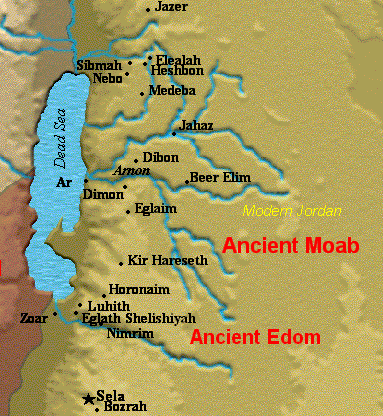 Jazer
Elealah
Sibmah
Heshbon
Nebo
Medeba
Dead Sea
Jahaz
Dibon
Arnon
Ar
Beer Elim
Dimon
Eglaim
Modern Jordan
Ancient Moab
Kir Hareseth
Horonaim
Luhith
Zoar
Eglath Shelishiyah
Nimrim
Ancient Edom
Sela
Bozrah